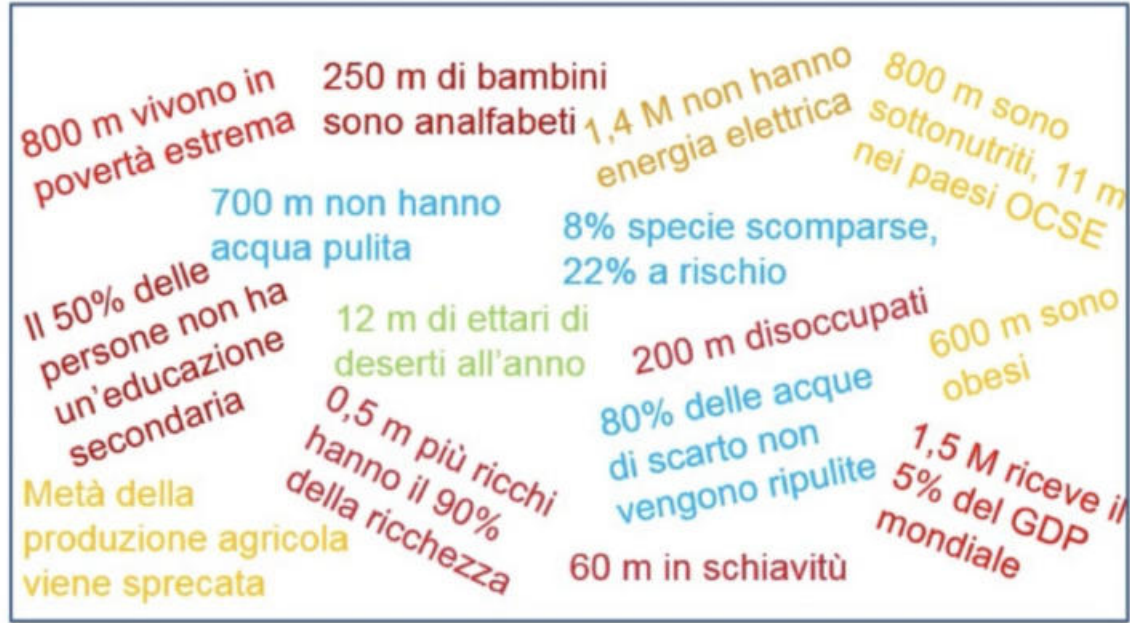 800 m vivono in
povertà estrema
250 m di bambini
sono analfabeti
1,4 M non hanno
energia elettrica
800 m sono
sottonutriti, 11 m
nei paesi OCSE
700 m non hanno
acqua pulita
8% specie scomparse,
22% a rischio
Il 50% delle
persone non ha
un'educazione
secondaria
12 m di ettari di
deserti all'anno
200 m disoccupati
600 m sono
obesi
0,5 m più ricchi
hanno il 90%
della ricchezza
80% delle acque
di scarto non
vengono ripulite
1,5 M riceve il
5% del GDP
mondiale
Metà della
produzione agricola
viene sprecata
60 m in schiavitù